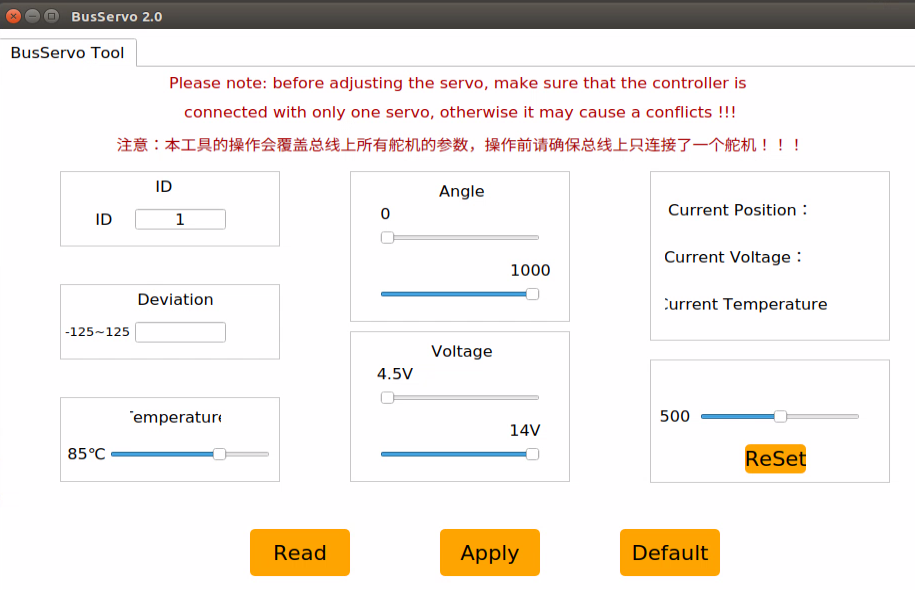 BusServo 2.0
BusServo Tool
Please note: before adjusting the servo, make sure that the controller is
connected with only one servo, otherwise it may cause a conflicts !!!
注意：本工具的操作会覆盖总线上所有舵机的参数，操作前请确保总线上只连接了一个舵机！！！
ID
ID 1
Deviation
-125~125
Temperature
85℃
Angle
0
1000
Voltage
4.5V
14V
Current Position：
Current Voltage：
Current Temperature
500
ReSet
Read
Apply
Default